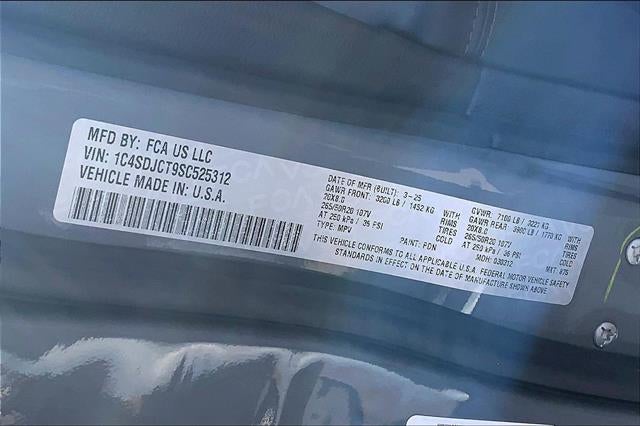 MFD BY: FCA US LLC
VIN: 1C4SDJCT9SC525312
VEHICLE MADE IN: U.S.A.
DATE OF MFR (BUILT): 3-25
GAWR FRONT: 3200 LB / 1452 KG WITH
20X8.0 RIMS
265/50R20 107V TIRES
AT 250 kPa / 36 PSI COLD
TYPE: MPV PAINT: PDN
GVWR: 7100 LB / 3221 KG
GAWR REAR: 3900 LB / 1770 KG WITH
20X8.0 RIMS
265/50R20 107V TIRES
AT 250 kPa / 36 PSI COLD
MDH: 030312 MXT: 875
THIS VEHICLE CONFORMS TO ALL APPLICABLE U.S.A. FEDERAL MOTOR VEHICLE SAFETY
STANDARDS IN EFFECT ON THE DATE OF MANUFACTURE SHOWN ABOVE.